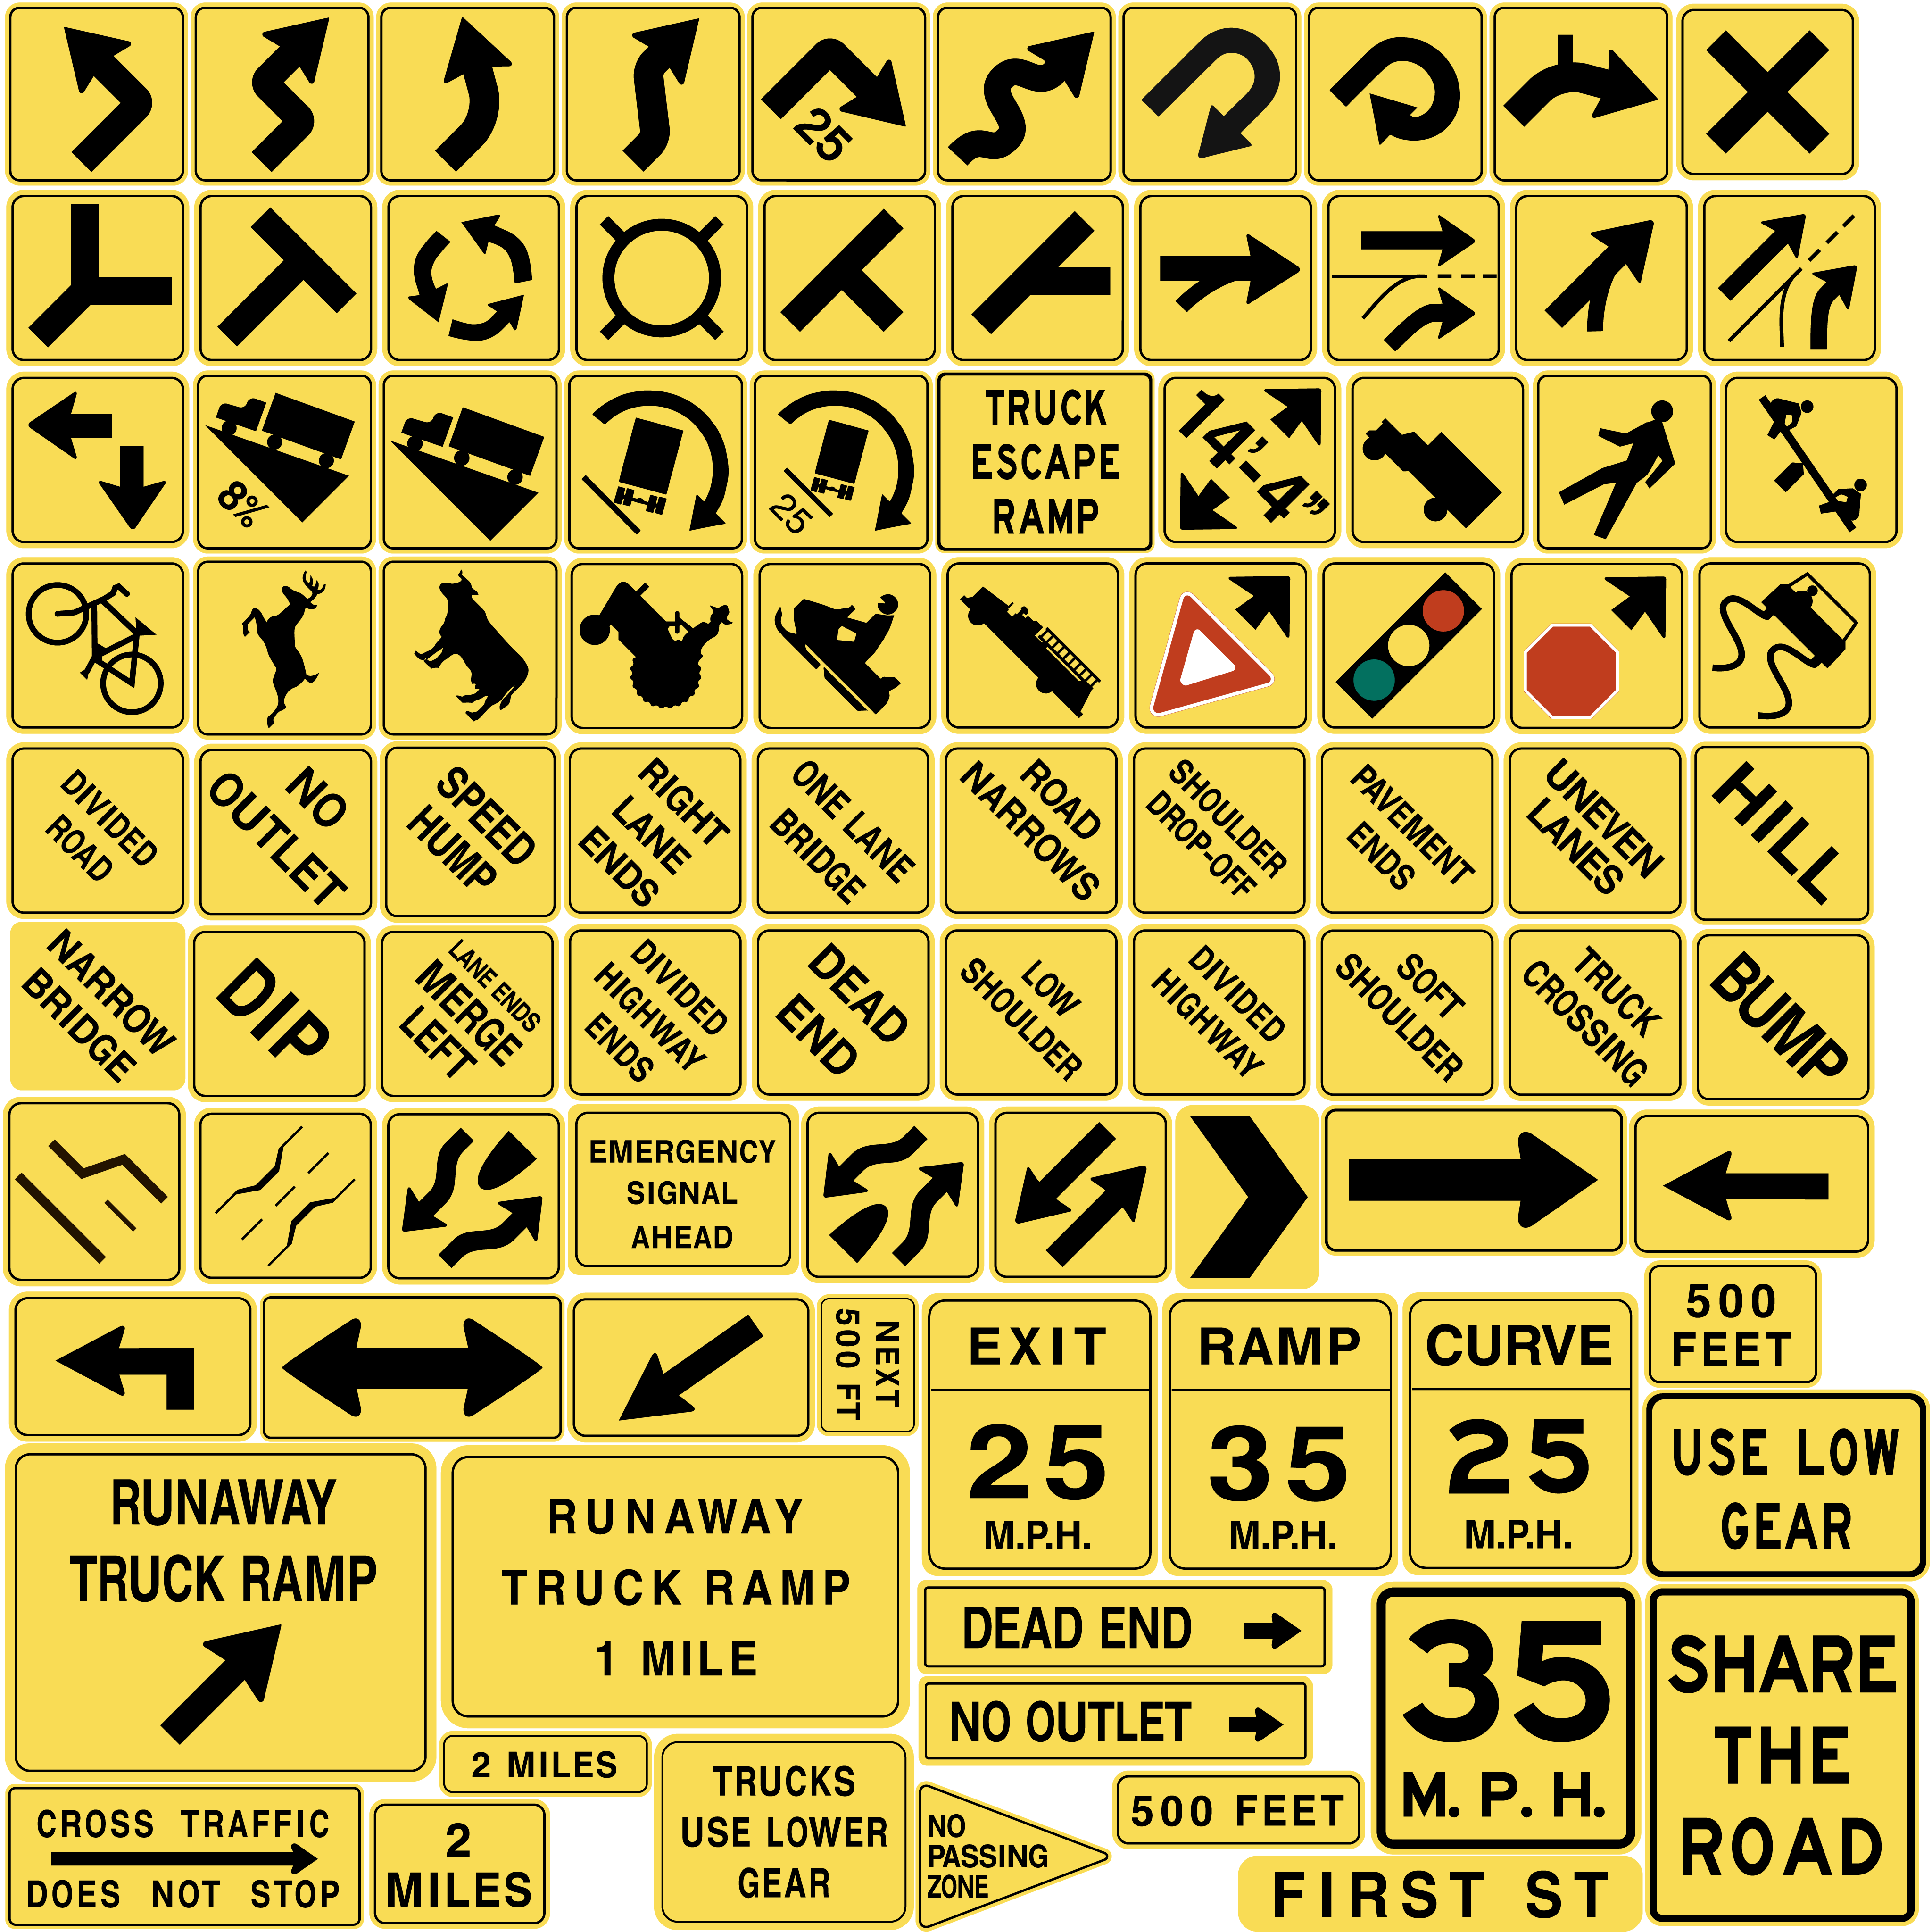 25
8%
25
TRUCK
ESCAPE
RAMP
14'-4"
DIVIDED
ROAD
NO
OUTLET
SPEED
HUMP
RIGHT
LANE
ENDS
ONE LANE
BRIDGE
ROAD
NARROWS
SHOULDER
DROP-OFF
PAVEMENT
ENDS
UNEVEN
LANES
HILL
NARROW
BRIDGE
DIP
LANE ENDS
MERGE
LEFT
DIVIDED
HIGHWAY
ENDS
DEAD
END
LOW
SHOULDER
DIVIDED
HIGHWAY
SOFT
SHOULDER
TRUCK
CROSSING
BUMP
EMERGENCY
SIGNAL
AHEAD
NEXT
500 FT
EXIT
25
M.P.H.
RAMP
35
M.P.H.
CURVE
25
M.P.H.
500
FEET
USE LOW
GEAR
RUNAWAY
TRUCK RAMP
RUNAWAY
TRUCK RAMP
1 MILE
DEAD END
NO OUTLET
35
M. P. H.
SHARE
THE
ROAD
2 MILES
TRUCKS
USE LOWER
GEAR
NO
PASSING
ZONE
500 FEET
CROSS TRAFFIC
DOES NOT STOP
2
MILES
FIRST ST